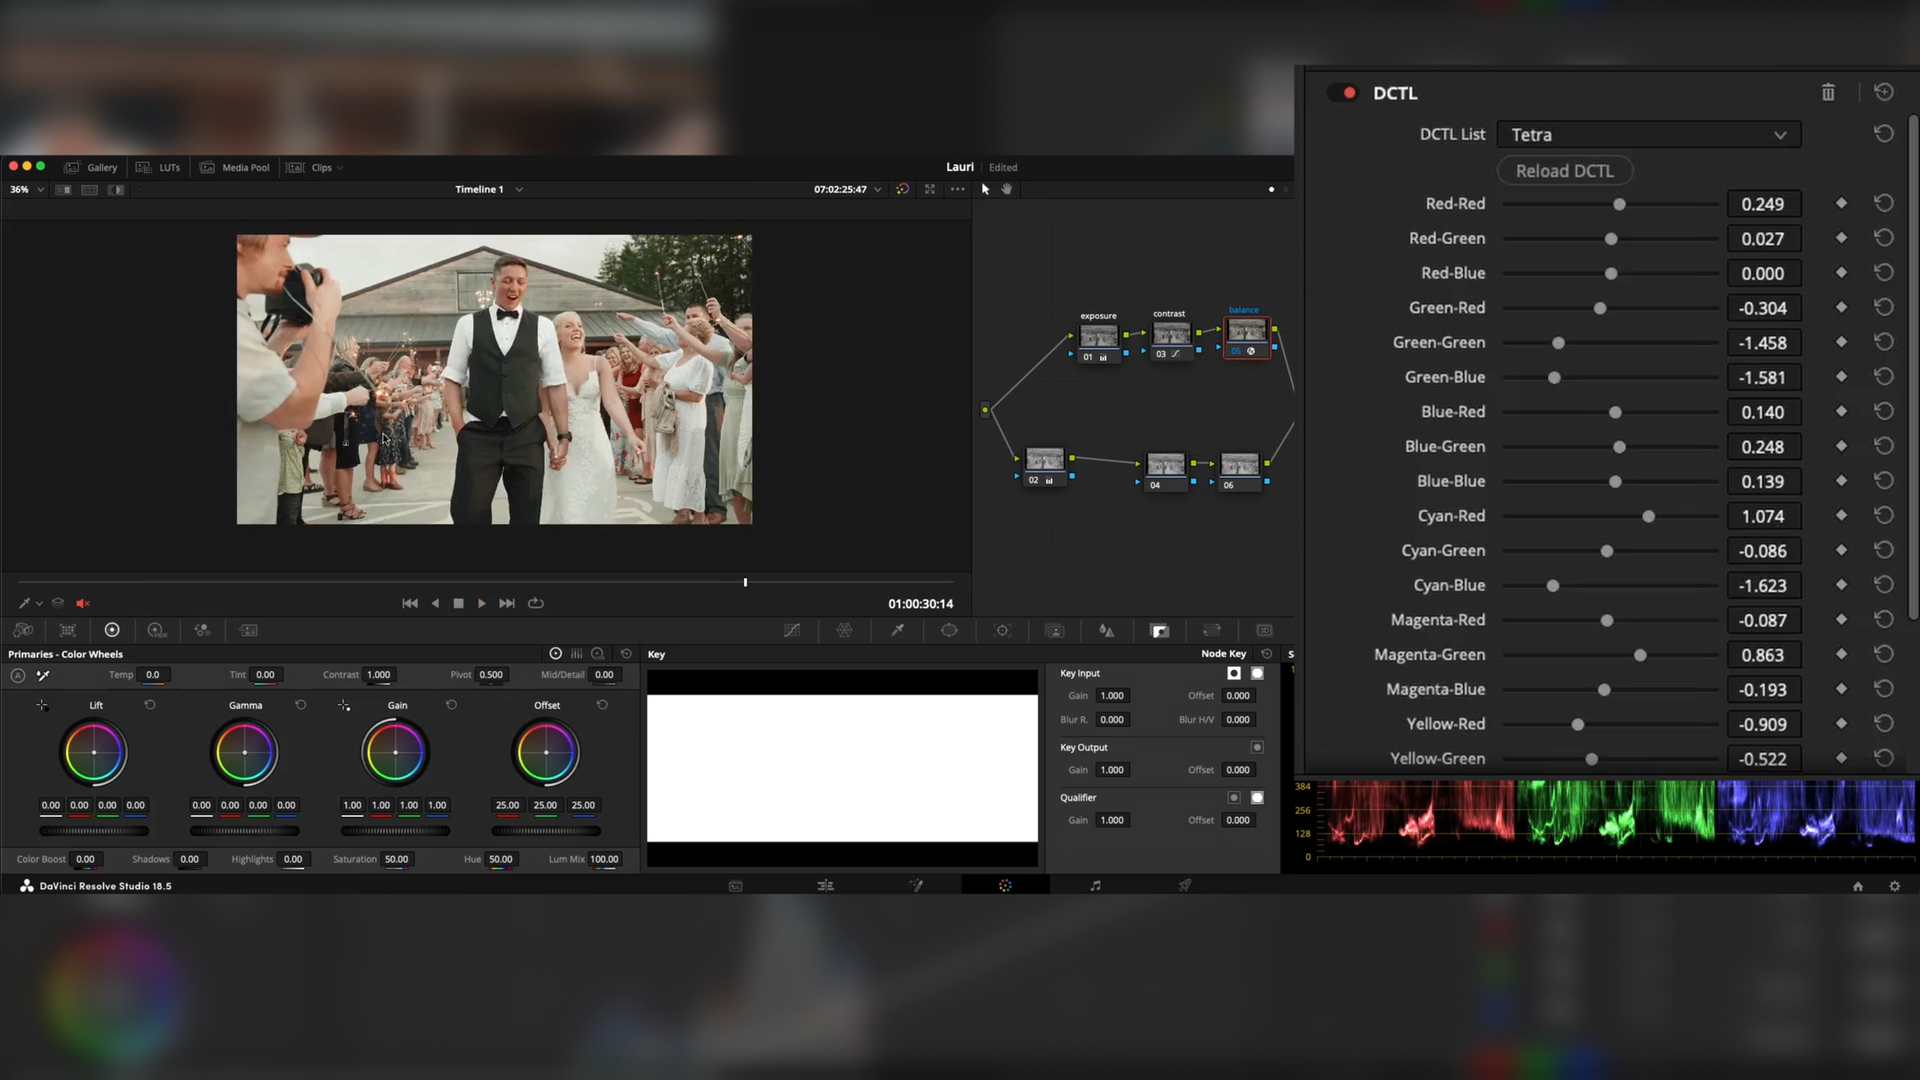 Gallery LUTs Media Pool Clips
Lauri Edited
36% Timeline 1 07:02:25:47
exposure
contrast
balance
01
03
05
02
04
06
01:00:30:14
DCTL
DCTL List Tetra
Reload DCTL
Red-Red 0.249
Red-Green 0.027
Red-Blue 0.000
Green-Red -0.304
Green-Green -1.458
Green-Blue -1.581
Blue-Red 0.140
Blue-Green 0.248
Blue-Blue 0.139
Cyan-Red 1.074
Cyan-Green -0.086
Cyan-Blue -1.623
Magenta-Red -0.087
Magenta-Green 0.863
Magenta-Blue -0.193
Yellow-Red -0.909
Yellow-Green -0.522
Primaries - Color Wheels
Temp 0.0 Tint 0.00 Contrast 1.000 Pivot 0.500 Mid/Detail 0.00
Lift Gamma Gain Offset
0.00 0.00 0.00 0.00 0.00 0.00 0.00 0.00 1.00 1.00 1.00 1.00 25.00 25.00 25.00
Color Boost 0.00 Shadows 0.00 Highlights 0.00 Saturation 50.00 Hue 50.00 Lum Mix 100.00
Key Node Key
Key Input
Gain 1.000 Offset 0.000
Blur R. 0.000 Blur H/V 0.000
Key Output
Gain 1.000 Offset 0.000
Qualifier
Gain 1.000 Offset 0.000
384
256
128
0
DaVinci Resolve Studio 18.5